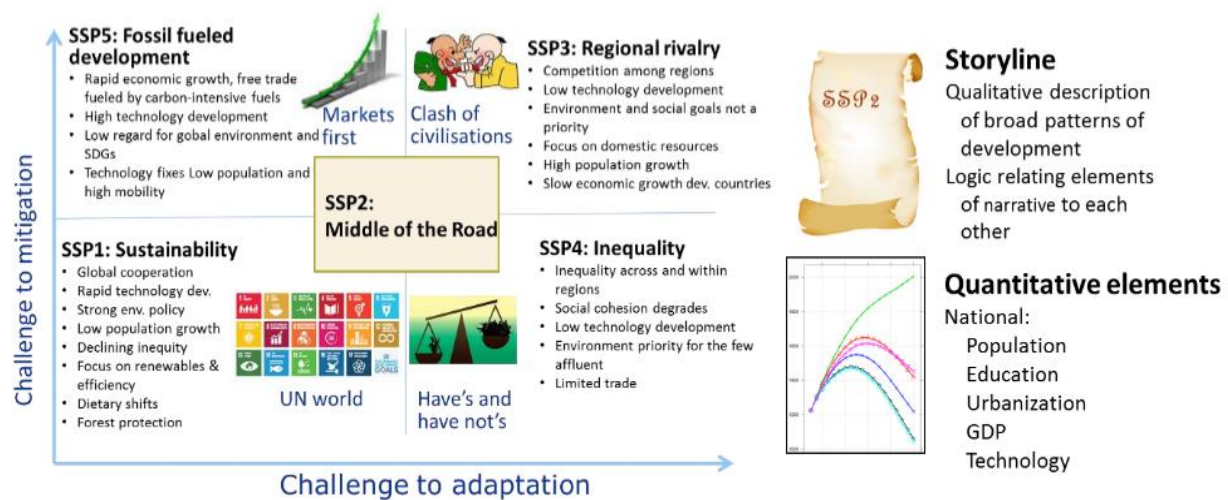 SSP5: Fossil fueled
development
• Rapid economic growth, free trade
fueled by carbon-intensive fuels
• High technology development
• Low regard for gobal environment and
SDGs
• Technology fixes Low population and
high mobility
Markets
first
Clash of
civilisations
SSP3: Regional rivalry
• Competition among regions
• Low technology development
• Environment and social goals not a
priority
• Focus on domestic resources
• High population growth
• Slow economic growth dev. countries
SSP2:
Middle of the Road
SSP1: Sustainability
• Global cooperation
• Rapid technology dev.
• Strong env. policy
• Low population growth
• Declining inequity
• Focus on renewables &
efficiency
• Dietary shifts
• Forest protection
UN world
Have's and
have not's
SSP4: Inequality
• Inequality across and within
regions
• Social cohesion degrades
• Low technology development
• Environment priority for the few
affluent
• Limited trade
Challenge to mitigation
Challenge to adaptation
SSP2
Storyline
Qualitative description
of broad patterns of
development
Logic relating elements
of narrative to each
other
Quantitative elements
National:
Population
Education
Urbanization
GDP
Technology